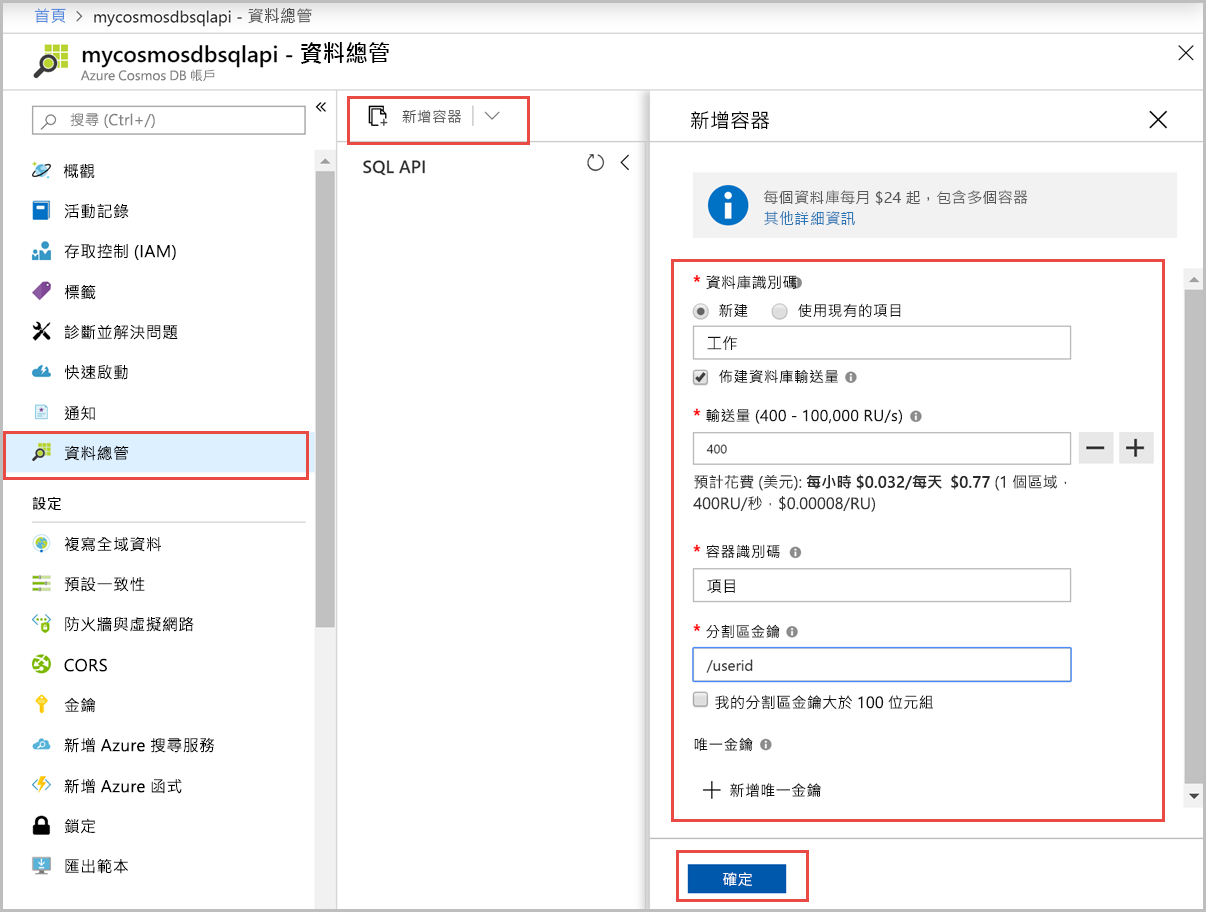 首頁 > mycosmosdbsqlapi - 資料總管
mycosmosdbsqlapi - 資料總管
Azure Cosmos DB 帳戶
搜尋 (Ctrl+/)
概觀
活動記錄
存取控制 (IAM)
標籤
診斷並解決問題
快速啟動
通知
資料總管
設定
複寫全域資料
預設一致性
防火牆與虛擬網路
CORS
金鑰
新增 Azure 搜尋服務
新增 Azure 函式
鎖定
匯出範本
新增容器
SQL API
新增容器
每個資料庫每月 $24 起，包含多個容器
其他詳細資訊
* 資料庫識別碼
新建 使用現有的項目
工作
佈建資料庫輸送量
* 輸送量 (400 - 100,000 RU/s)
400
預計花費 (美元): 每小時 $0.032/每天 $0.77 (1 個區域，
400RU/秒，$0.00008/RU)
* 容器識別碼
項目
* 分割區金鑰
/userid
我的分割區金鑰大於 100 位元組
唯一金鑰
新增唯一金鑰
確定